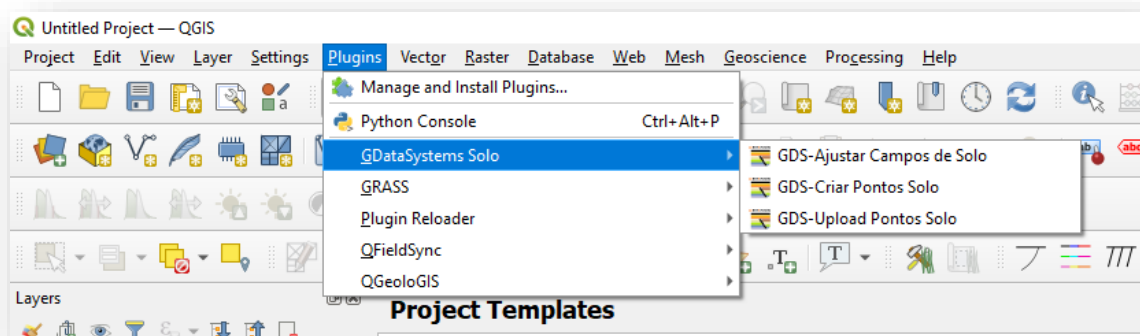 Untitled Project — QGIS
Project Edit View Layer Settings Plugins Vector Raster Database Web Mesh Geoscience Processing Help
Manage and Install Plugins...
Python Console Ctrl+Alt+P
GDataSystems Solo
GDS-Ajustar Campos de Solo
GRASS
GDS-Criar Pontos Solo
Plugin Reloader
GDS-Upload Pontos Solo
QFieldSync
QGeoloGIS
Layers
Project Templates